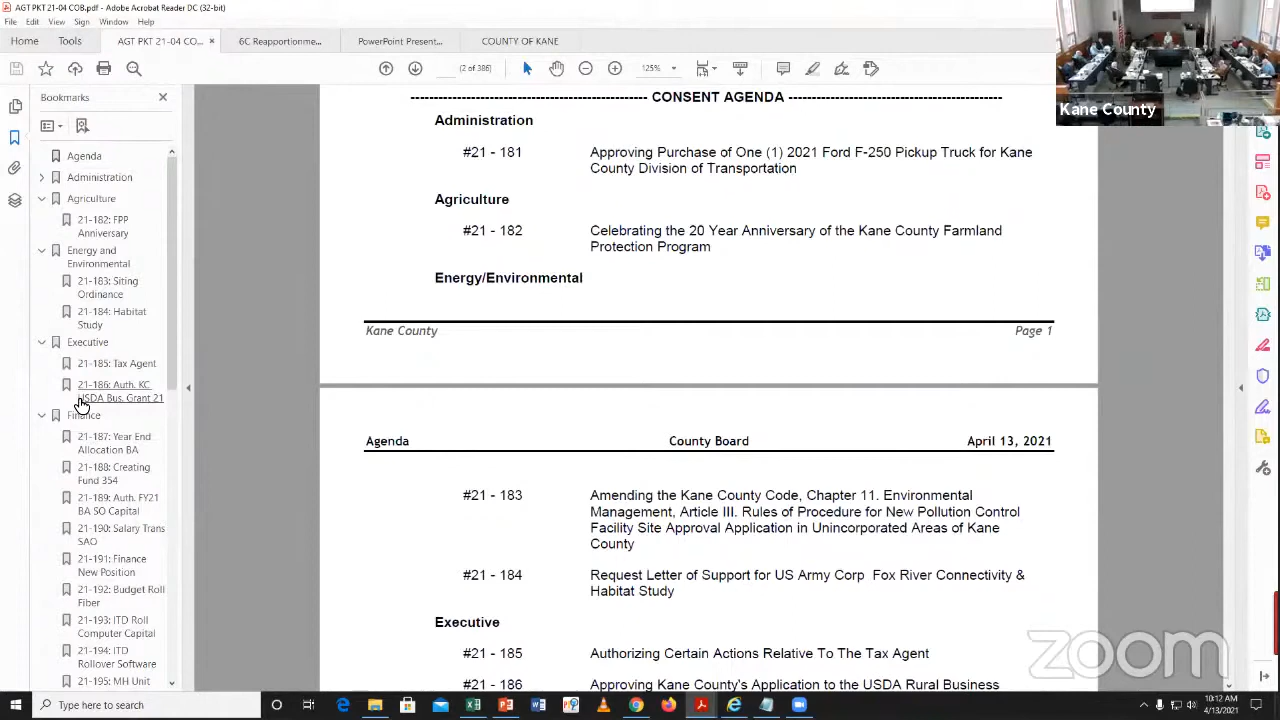 AGT PKT 21-04 COB.pdf - Adobe Acrobat Reader DC (32-bit)
File Edit View Sign Window Help
Home Tools AGT PKT 21-04 CO... × 6C Reapportionme... PowerPoint Present... COUNTY OF KANE
(2 of 386) 125%
Kane County
Bookmarks
Agenda
Administration
Agriculture
21-182: FPP
Anniversary
Energy and
Environmental
21-183: Siting
Ordinance
21-184: Habitat
Study
Executive
21-185: Tax Agent
21-186: Auth. KC
USDA Bus. Grant 21
Finance
21-187: Year End
Allocation BA
21-188: Creating
Fund 354
21-189: Auth. FY21
BA SO Capital
21-190: Salary Trans
SAO
21-191: Finance
New Position
21-192: Budget Roll
Fiber
21-193: ITD Roll
Computer Capital
21-194: ITD
Rollover Software
21-195: MH Unit
CONSENT AGENDA
Administration
#21 - 181 Approving Purchase of One (1) 2021 Ford F-250 Pickup Truck for Kane
County Division of Transportation
Agriculture
#21 - 182 Celebrating the 20 Year Anniversary of the Kane County Farmland
Protection Program
Energy/Environmental
Kane County Page 1
Agenda County Board April 13, 2021
#21 - 183 Amending the Kane County Code, Chapter 11. Environmental
Management, Article III. Rules of Procedure for New Pollution Control
Facility Site Approval Application in Unincorporated Areas of Kane
County
#21 - 184 Request Letter of Support for US Army Corp Fox River Connectivity &
Habitat Study
Executive
#21 - 185 Authorizing Certain Actions Relative To The Tax Agent
#21 - 186 Approving Kane County's Application to the USDA Rural Business
zoom
Type here to search
10:12 AM
4/13/2021